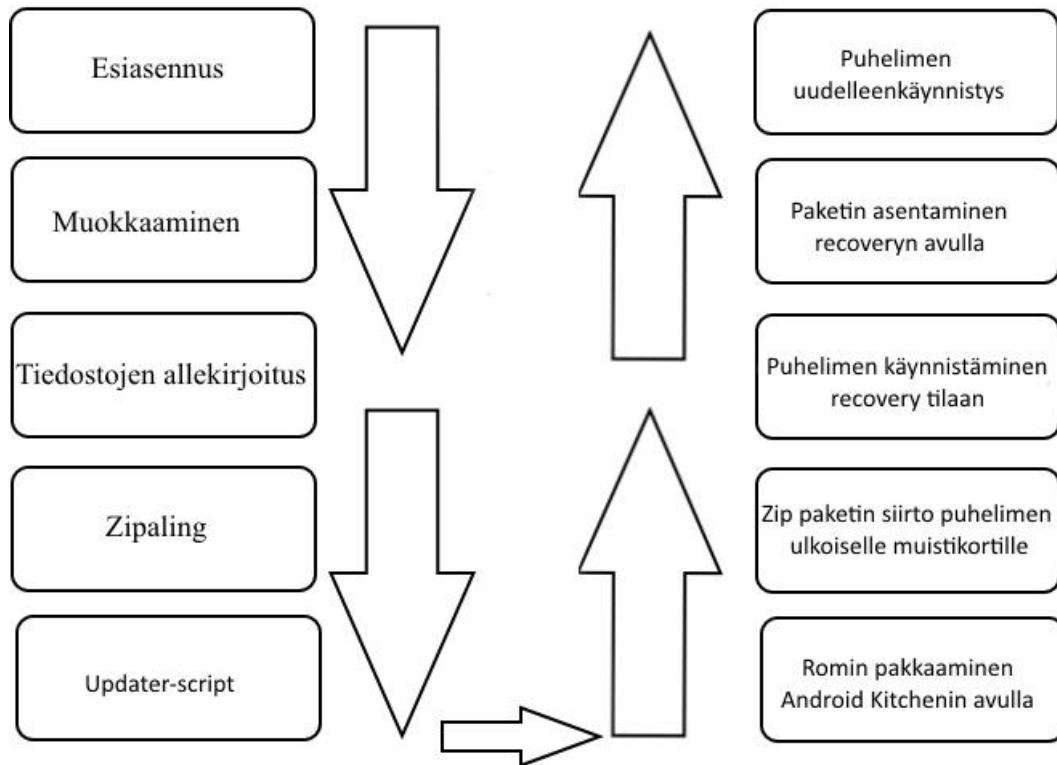 Esiasennus
Muokkaaminen
Tiedostojen allekirjoitus
Zipaling
Updater-script
Puhelimen
uudelleenkäynnistys
Paketin asentaminen
recoveryn avulla
Puhelimen käynnistäminen
recovery tilaan
Zip paketin siirto puhelimen
ulkoiselle muistikortille
Romin pakkaaminen
Android Kitchenin avulla